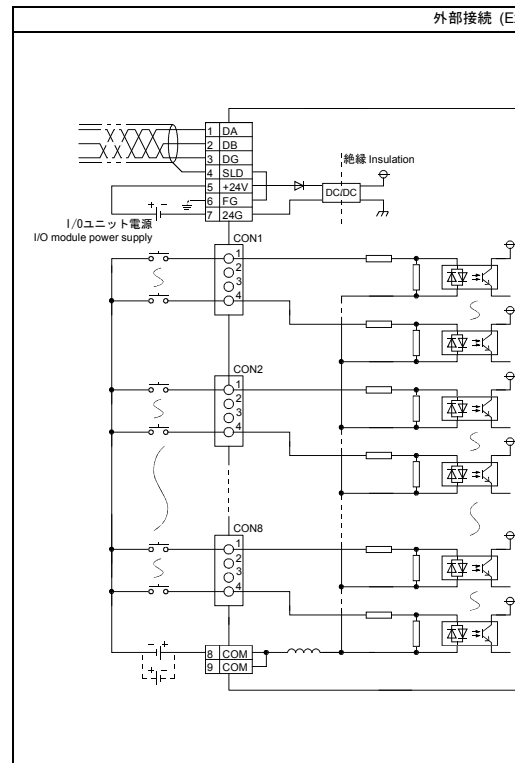 外部接続 (E
1 DA
2 DB
3 DG
4 SLD
5 +24V
6 FG
7 24G
絶縁 Insulation
DC/DC
+ -
I/Oユニット電源
I/O module power supply
CON1
1
2
3
4
CON2
1
2
3
4
CON8
1
2
3
4
- +
8 COM
9 COM
+ -